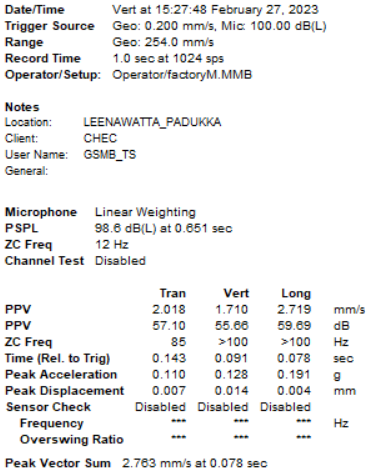 Date/Time Vert at 15:27:48 February 27, 2023
Trigger Source Geo: 0.200 mm/s, Mic: 100.00 dB(L)
Range Geo: 254.0 mm/s
Record Time 1.0 sec at 1024 sps
Operator/Setup: Operator/factoryM.MMB
Notes
Location: LEENAWATTA_PADUKKA
Client: CHEC
User Name: GSMB_TS
General:
Microphone Linear Weighting
PSPL 98.6 dB(L) at 0.651 sec
ZC Freq 12 Hz
Channel Test Disabled
Tran Vert Long
PPV 2.018 1.710 2.719 mm/s
PPV 57.10 55.66 59.69 dB
ZC Freq 85 >100 >100 Hz
Time (Rel. to Trig) 0.143 0.091 0.078 sec
Peak Acceleration 0.110 0.128 0.191 g
Peak Displacement 0.007 0.014 0.004 mm
Sensor Check Disabled Disabled Disabled
Frequency *** *** *** Hz
Overswing Ratio *** *** ***
Peak Vector Sum 2.763 mm/s at 0.078 sec